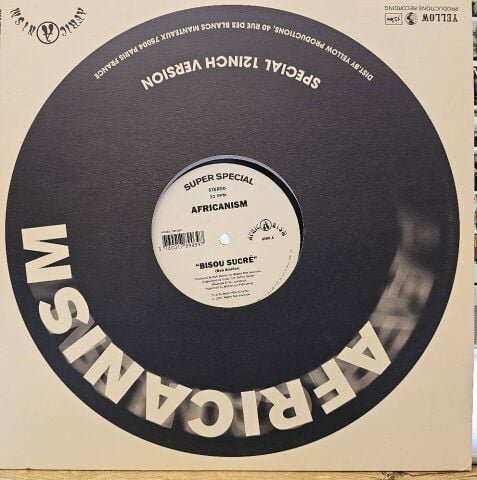 YELLOW
PRODUCTIONS RECORDING
AFRICANISM
DIST.BY YELLOW PRODUCTIONS, 40 RUE DES BLANCS MANTEAUX 75004 PARIS FRANCE
SPECIAL 12INCH VERSION
SUPER SPECIAL
STEREO
33 RPM
AFRICANISM
AFRICANISM
SIDE A
"BISOU SUCRÉ"
AFRICANISM